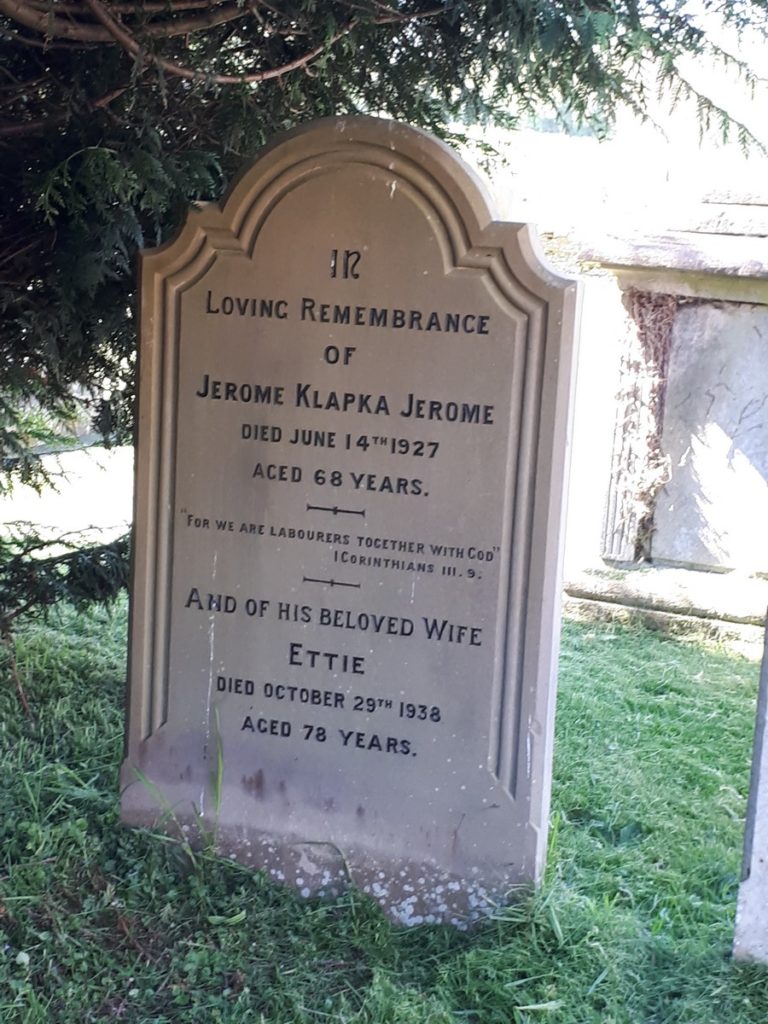 IN
LOVING REMEMBRANCE
OF
JEROME KLAPKA JEROME
DIED JUNE 14TH 1927
AGED 68 YEARS.
"FOR WE ARE LABOURERS TOGETHER WITH GOD"
I CORINTHIANS III. 9.
AND OF HIS BELOVED WIFE
ETTIE
DIED OCTOBER 29TH 1938
AGED 78 YEARS.